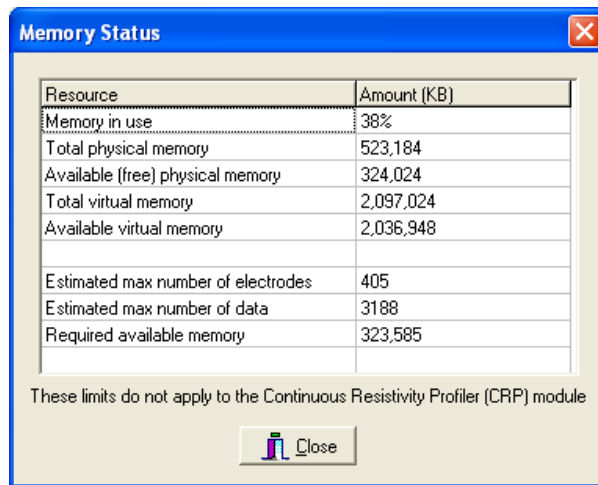 Memory Status
Resource Amount (KB)
Memory in use 38%
Total physical memory 523,184
Available (free) physical memory 324,024
Total virtual memory 2,097,024
Available virtual memory 2,036,948
Estimated max number of electrodes 405
Estimated max number of data 3188
Required available memory 323,585
These limits do not apply to the Continuous Resistivity Profiler (CRP) module
Close